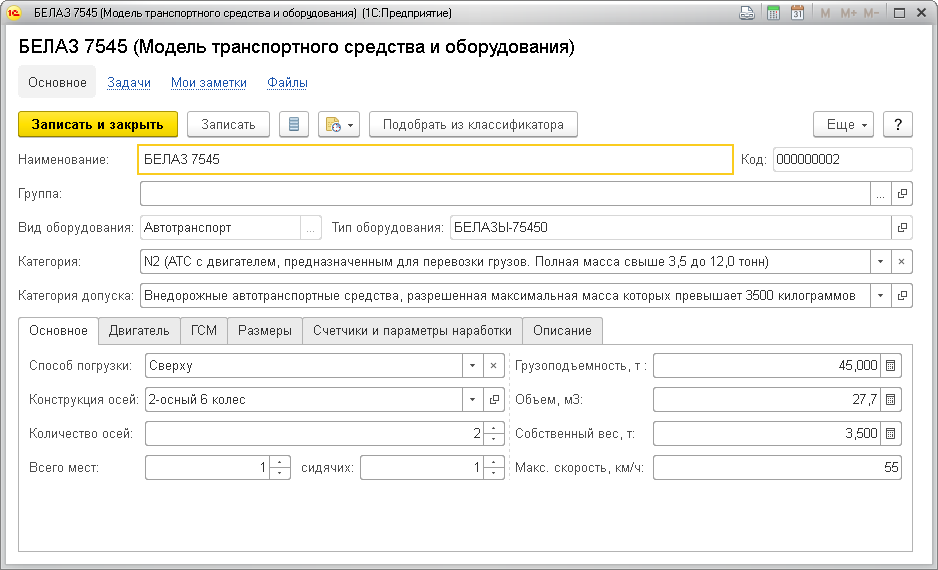 БЕЛАЗ 7545 (Модель транспортного средства и оборудования) (1С:Предприятие)
31 M M+ M-
БЕЛАЗ 7545 (Модель транспортного средства и оборудования)
Основное Задачи Мои заметки Файлы
Записать и закрыть Записать Подобрать из классификатора Еще ?
Наименование: БЕЛАЗ 7545 Код: 000000002
Группа: ...
Вид оборудования: Автотранспорт ... Тип оборудования: БЕЛАЗЫ-75450
Категория: N2 (АТС с двигателем, предназначенным для перевозки грузов. Полная масса свыше 3,5 до 12,0 тонн)
Категория допуска: Внедорожные автотранспортные средства, разрешенная максимальная масса которых превышает 3500 килограммов
Основное Двигатель ГСМ Размеры Счетчики и параметры наработки Описание
Способ погрузки: Сверху Грузоподъемность, т : 45,000
Конструкция осей: 2-осный 6 колес Объем, м3: 27,7
Количество осей: 2 Собственный вес, т: 3,500
Всего мест: 1 сидячих: 1 Макс. скорость, км/ч: 55